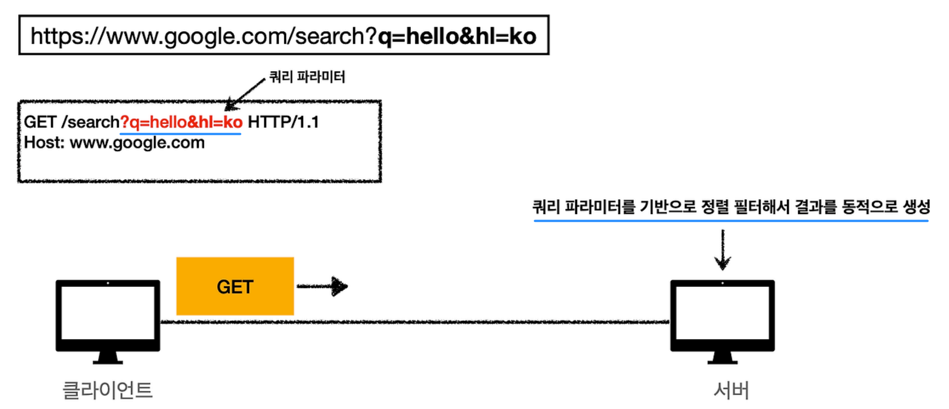 https://www.google.com/search?q=hello&hl=ko
쿼리 파라미터
GET /search?q=hello&hl=ko HTTP/1.1
Host: www.google.com
쿼리 파라미터를 기반으로 정렬 필터해서 결과를 동적으로 생성
GET
클라이언트
서버